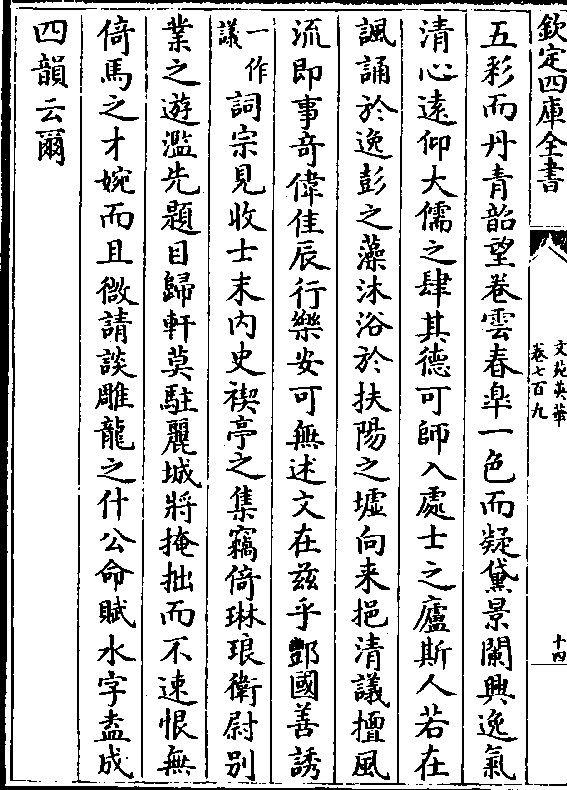 欽定四庫全書
文苑英華
卷七百九
十四
五彩而丹青韶望卷雲春臯一色而凝黛景闌興逸氣
清心遠仰大儒之肆其德可師入處士之廬斯人若在
諷誦於逸彭之藻沐浴於扶陽之墟向来挹清議擅風
流即事竒偉佳辰行樂安可無述文在兹乎酆國善誘
一作議詞宗見收士末内史禊亭之集竊倚琳琅衛尉别
業之遊濫先題目歸軒莫駐麗城將掩拙而不速恨無
倚馬之才婉而且微請談雕龍之什公命賦水字盍成
四韻云爾